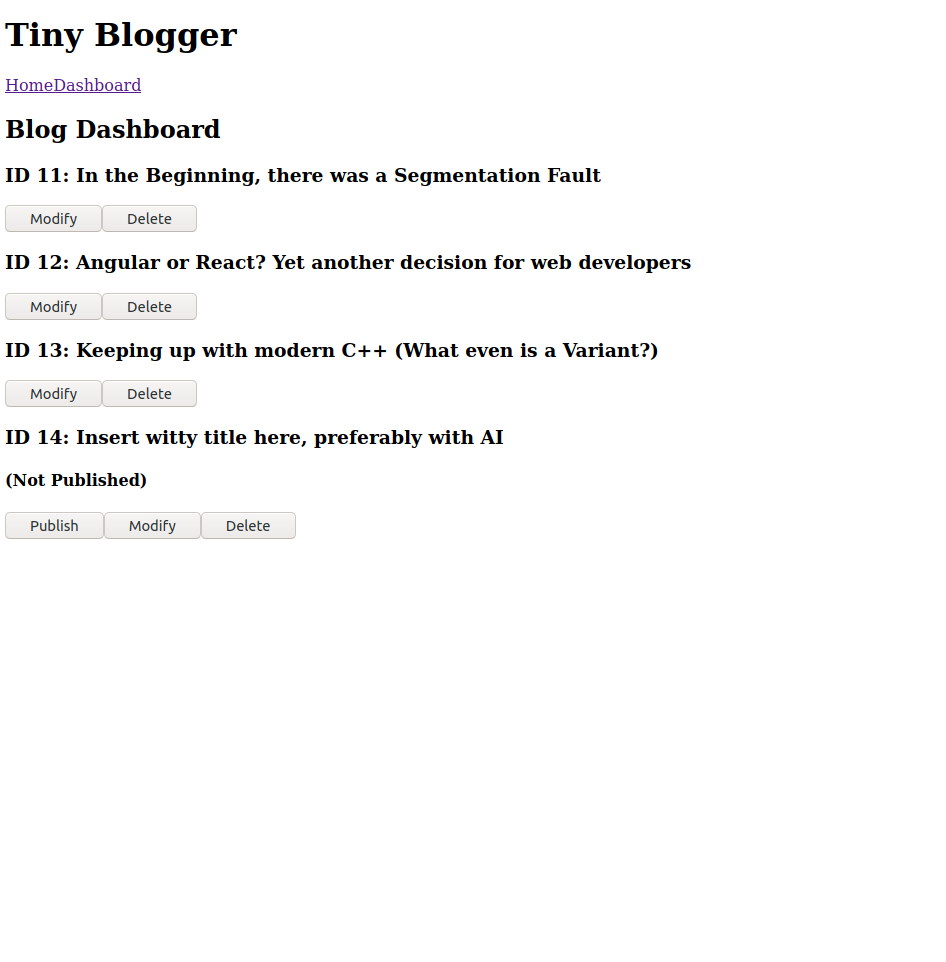 Tiny Blogger
HomeDashboard
Blog Dashboard
ID 11: In the Beginning, there was a Segmentation Fault
Modify Delete
ID 12: Angular or React? Yet another decision for web developers
Modify Delete
ID 13: Keeping up with modern C++ (What even is a Variant?)
Modify Delete
ID 14: Insert witty title here, preferably with AI
(Not Published)
Publish Modify Delete